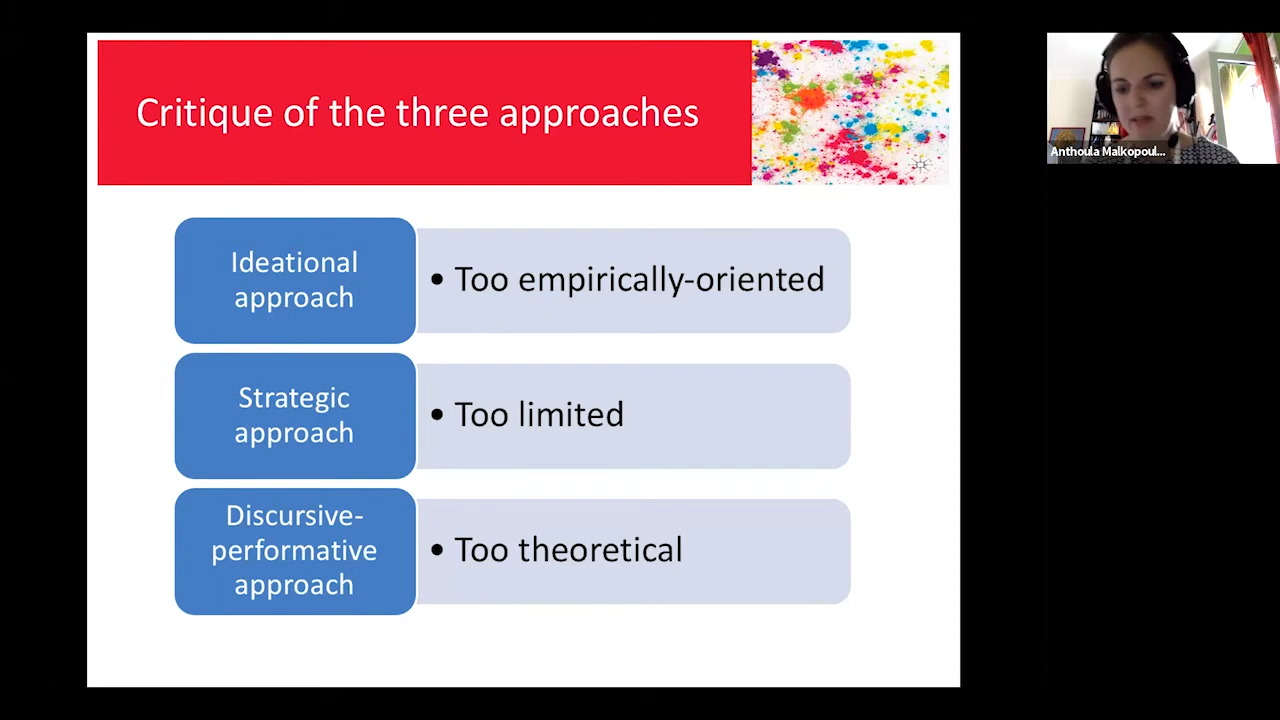 Critique of the three approaches
Ideational
approach
• Too empirically-oriented
Strategic
approach
• Too limited
Discursive-
performative
approach
• Too theoretical
Anthoula Malkopoul...